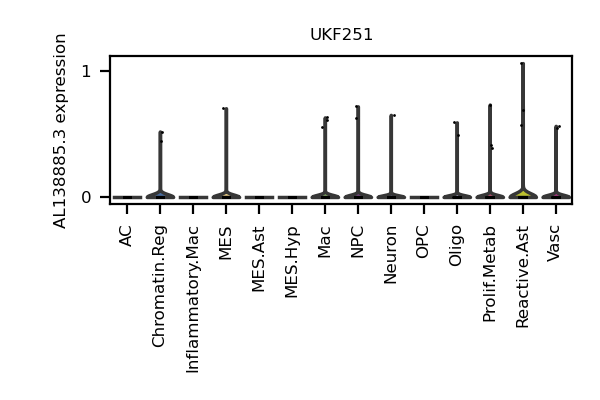 UKF251
AL138885.3 expression
1
0
AC
Chromatin.Reg
Inflammatory.Mac
MES
MES.Ast
MES.Hyp
Mac
NPC
Neuron
OPC
Oligo
Prolif.Metab
Reactive.Ast
Vasc